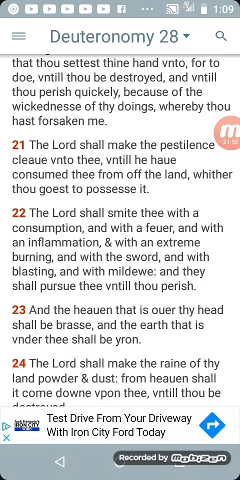 1:09
Deuteronomy 28
that thou settest thine hand vnto, for to
doe, vntill thou be destroyed, and vntill
thou perish quickely, because of the
wickednesse of thy doings, whereby thou
hast forsaken me.
21 The Lord shall make the pestilence
cleaue vnto thee, vntill he haue
consumed thee from off the land, whither
thou goest to possesse it.
22 The Lord shall smite thee with a
consumption, and with a feuer, and with
an inflammation, & with an extreme
burning, and with the sword, and with
blasting, and with mildewe: and they
shall pursue thee vntill thou perish.
23 And the heauen that is ouer thy head
shall be brasse, and the earth that is
vnder thee shall be yron.
24 The Lord shall make the raine of thy
land powder & dust: from heauen shall
it come downe vpon thee, vntill thou be
destroyed.
21:55
IRON CITY
Test Drive From Your Driveway
With Iron City Ford Today
Recorded by mobizen